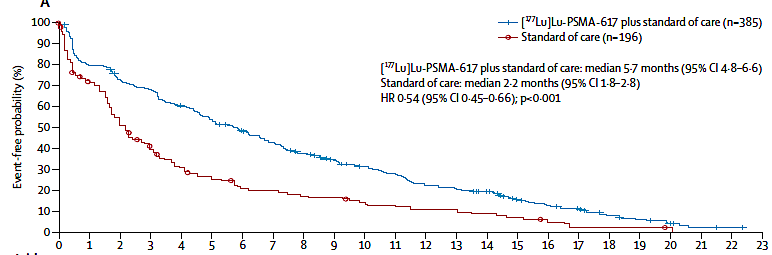 A
[¹⁷⁷Lu]Lu-PSMA-617 plus standard of care (n=385)
Standard of care (n=196)
[¹⁷⁷Lu]Lu-PSMA-617 plus standard of care: median 5·7 months (95% CI 4·8–6·6)
Standard of care: median 2·2 months (95% CI 1·8–2·8)
HR 0·54 (95% CI 0·45–0·66); p<0·001
Event-free probability (%)
100
90
80
70
60
50
40
30
20
10
0
0 1 2 3 4 5 6 7 8 9 10 11 12 13 14 15 16 17 18 19 20 21 22 23